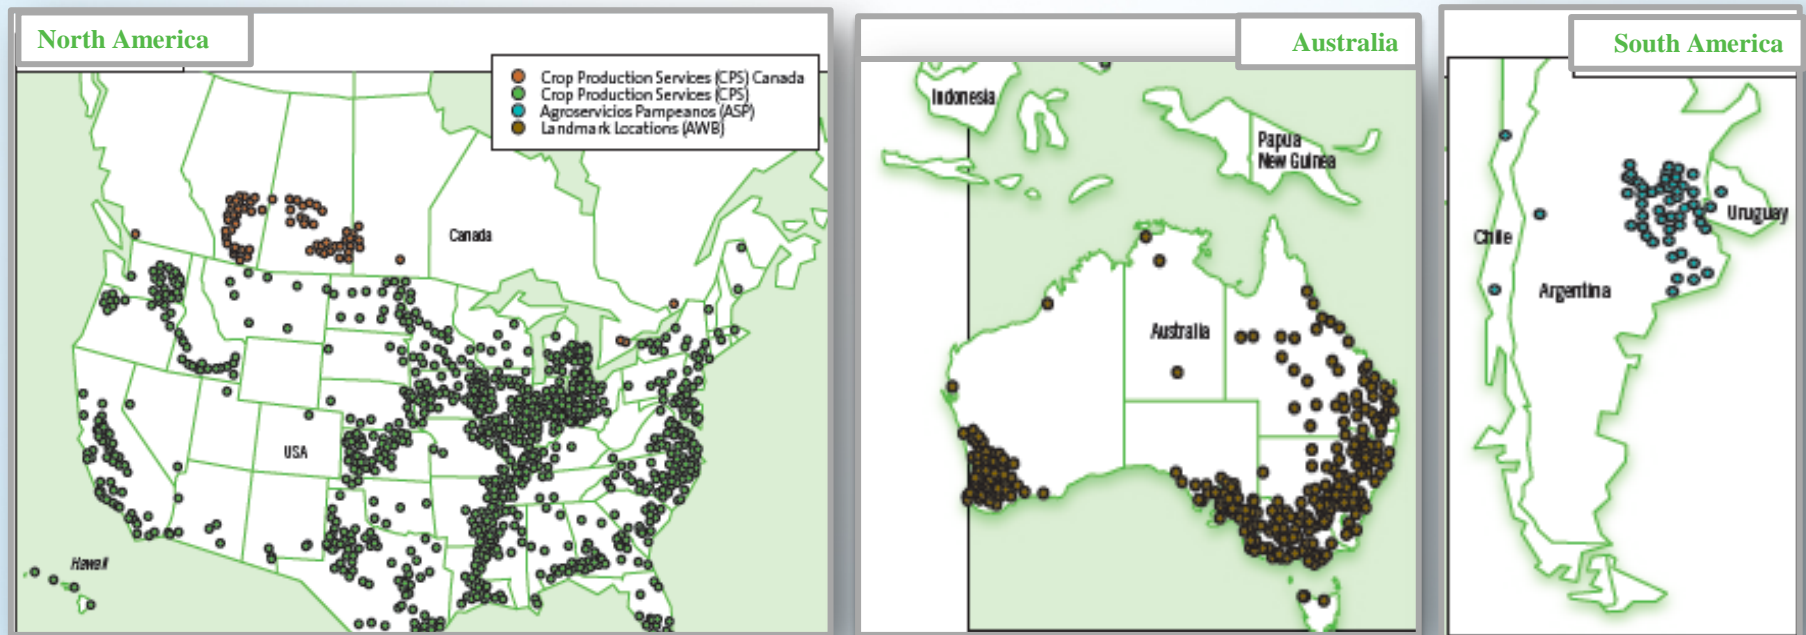 North America
Crop Production Services (CPS) Canada
Crop Production Services (CPS)
Agroservicios Pampeanos (ASP)
Landmark Locations (AWB)
Canada
USA
Hawaii
Australia
Indonesia
Papua
New Guinea
Australia
South America
Uruguay
Chile
Argentina